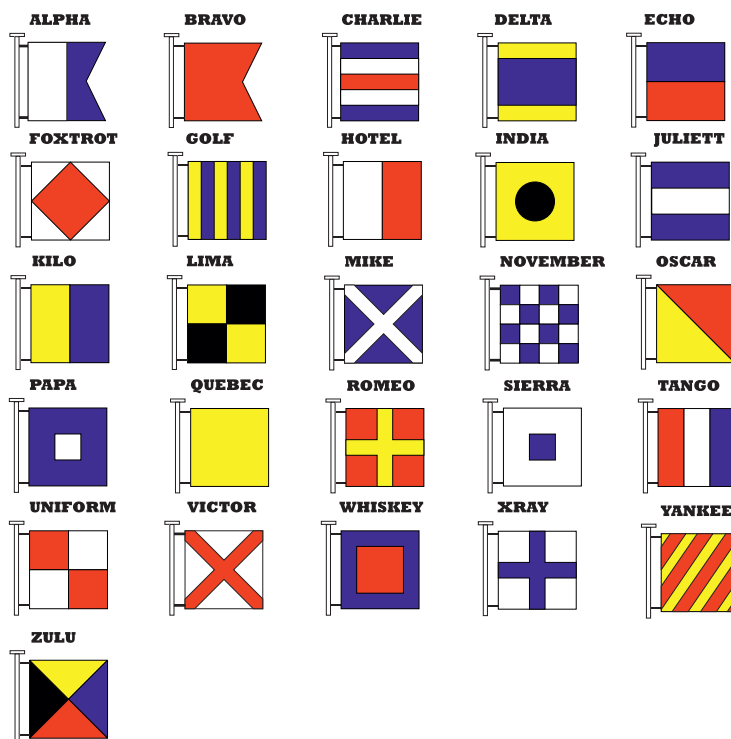 ALPHA BRAVO CHARLIE DELTA ECHO
FOXTROT GOLF HOTEL INDIA JULIETT
KILO LIMA MIKE NOVEMBER OSCAR
PAPA QUEBEC ROMEO SIERRA TANGO
UNIFORM VICTOR WHISKEY XRAY YANKEE
ZULU